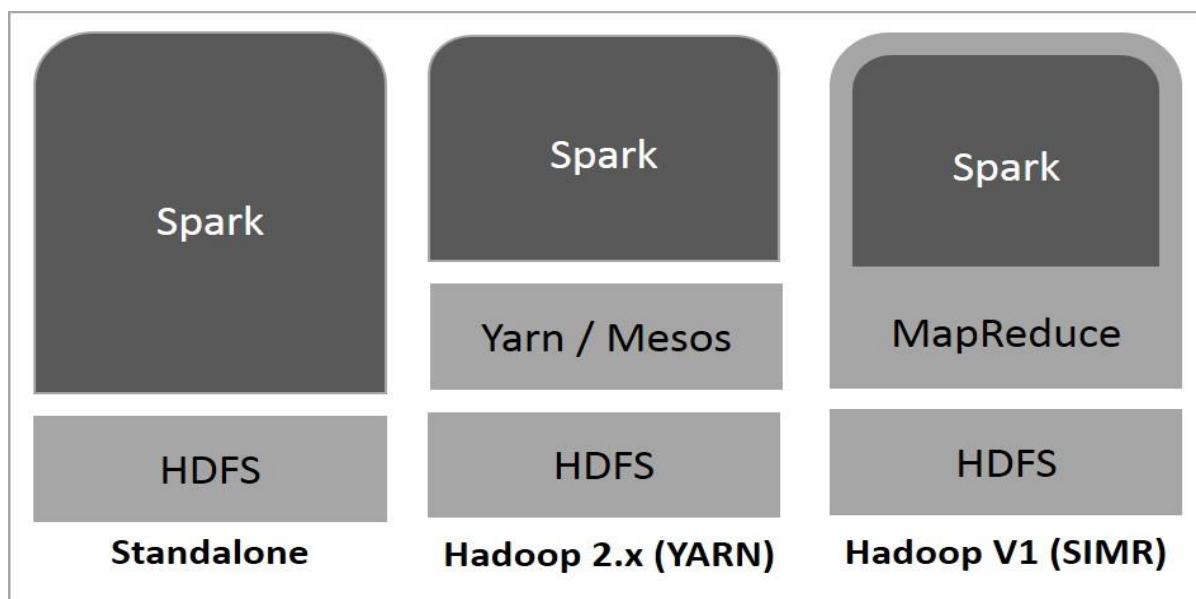 Spark
HDFS
Standalone
Spark
Yarn / Mesos
HDFS
Hadoop 2.x (YARN)
Spark
MapReduce
HDFS
Hadoop V1 (SIMR)